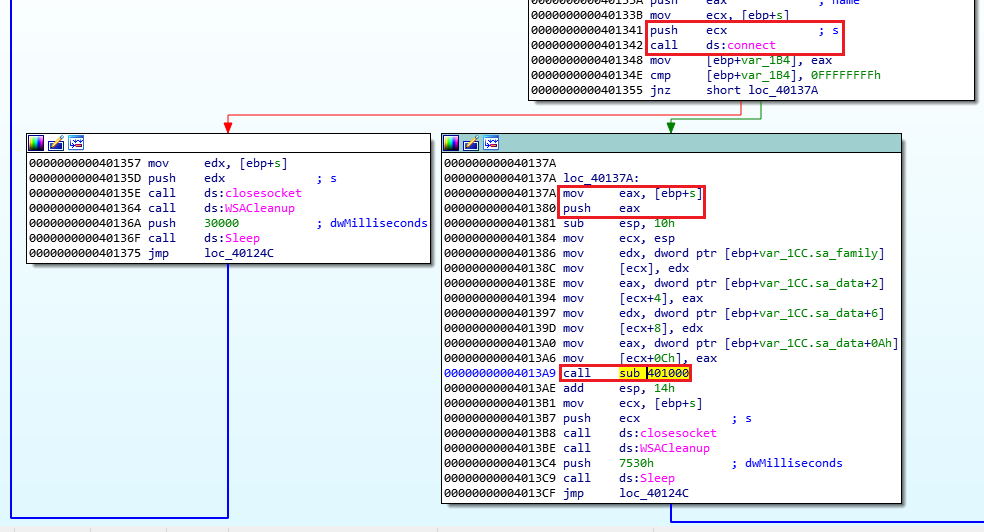 000000000040133A push    eax             ; name
000000000040133B mov     ecx, [ebp+s]
0000000000401341 push    ecx             ; s
0000000000401342 call    ds:connect
0000000000401348 mov     [ebp+var_1B4], eax
000000000040134E cmp     [ebp+var_1B4], 0FFFFFFFFh
0000000000401355 jnz     short loc_40137A
0000000000401357 mov     edx, [ebp+s]
000000000040135D push    edx             ; s
000000000040135E call    ds:closesocket
0000000000401364 call    ds:WSACleanup
000000000040136A push    30000           ; dwMilliseconds
000000000040136F call    ds:Sleep
0000000000401375 jmp     loc_40124C
000000000040137A
000000000040137A loc_40137A:
000000000040137A mov     eax, [ebp+s]
0000000000401380 push    eax
0000000000401381 sub     esp, 10h
0000000000401384 mov     ecx, esp
0000000000401386 mov     edx, dword ptr [ebp+var_1CC.sa_family]
000000000040138C mov     [ecx], edx
000000000040138E mov     eax, dword ptr [ebp+var_1CC.sa_data+2]
0000000000401394 mov     [ecx+4], eax
0000000000401397 mov     edx, dword ptr [ebp+var_1CC.sa_data+6]
000000000040139D mov     [ecx+8], edx
00000000004013A0 mov     eax, dword ptr [ebp+var_1CC.sa_data+0Ah]
00000000004013A6 mov     [ecx+0Ch], eax
00000000004013A9 call    sub_401000
00000000004013AE add     esp, 14h
00000000004013B1 mov     ecx, [ebp+s]
00000000004013B7 push    ecx             ; s
00000000004013B8 call    ds:closesocket
00000000004013BE call    ds:WSACleanup
00000000004013C4 push    7530h           ; dwMilliseconds
00000000004013C9 call    ds:Sleep
00000000004013CF jmp     loc_40124C